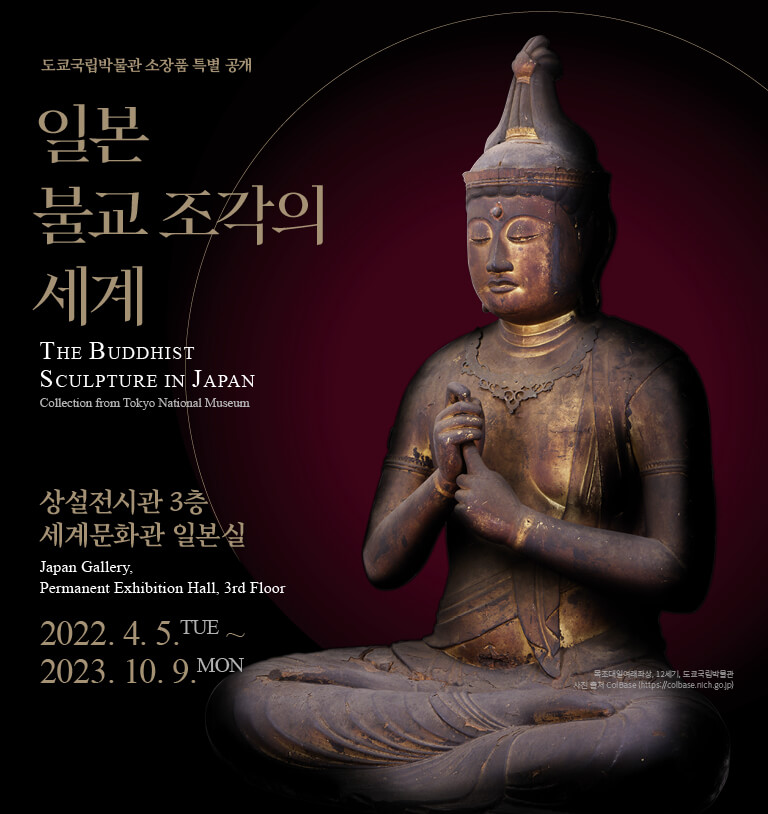 도쿄국립박물관 소장품 특별 공개
일본
불교 조각의
세계
THE BUDDHIST
SCULPTURE IN JAPAN
Collection from Tokyo National Museum
상설전시관 3층
세계문화관 일본실
Japan Gallery,
Permanent Exhibition Hall, 3rd Floor
2022. 4. 5.TUE ~
2023. 10. 9.MON
목조대일여래좌상, 12세기, 도쿄국립박물관
사진 출처 ColBase (https://colbase.nich.go.jp)